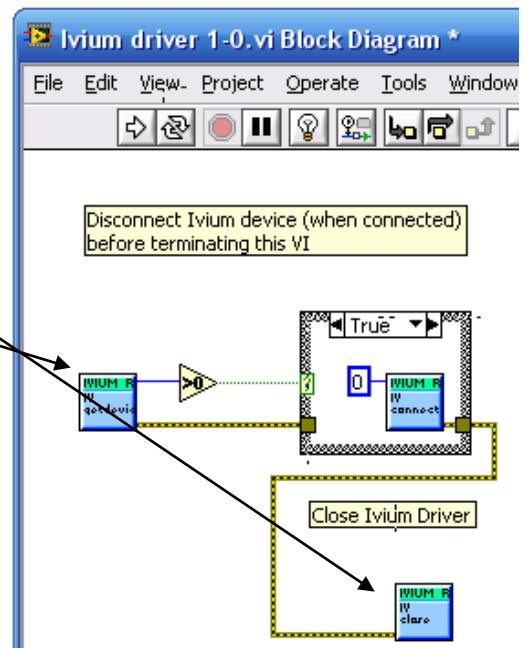 Ivium driver 1-0.vi Block Diagram *
File Edit View Project Operate Tools Window
Disconnect Ivium device (when connected)
before terminating this VI
True
IVIUM R
IV
getdevic
>0
?
0
IVIUM R
IV
connect
Close Ivium Driver
IVIUM R
IV
close